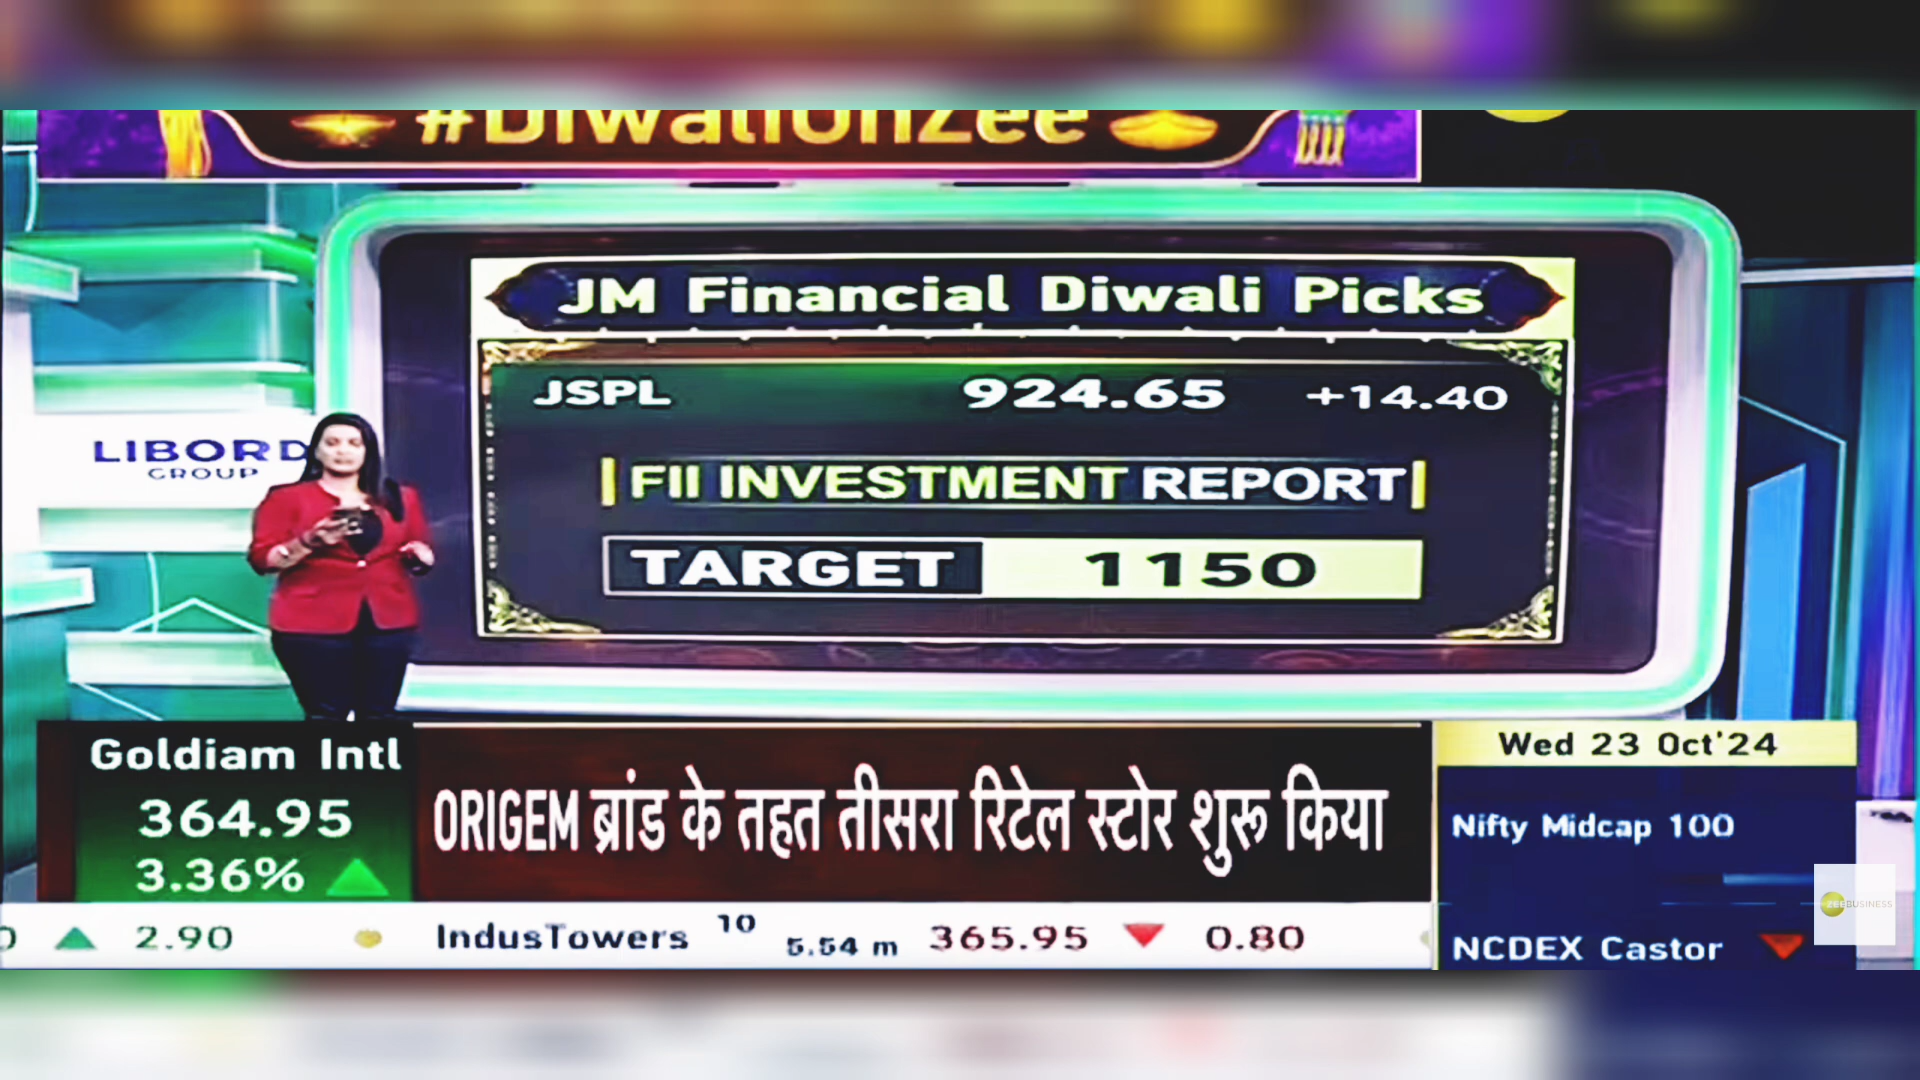 #DiwaliOnZee
JM Financial Diwali Picks
JSPL 924.65 +14.40
FII INVESTMENT REPORT
TARGET 1150
LIBORD
GROUP
Goldiam Intl
364.95
3.36%
ORIGEM ब्रांड के तहत तीसरा रिटेल स्टोर शुरू किया
Wed 23 Oct'24
Nifty Midcap 100
NCDEX Castor
ZEEBUSINESS
2.90 IndusTowers 10 5.54 m 365.95 0.80